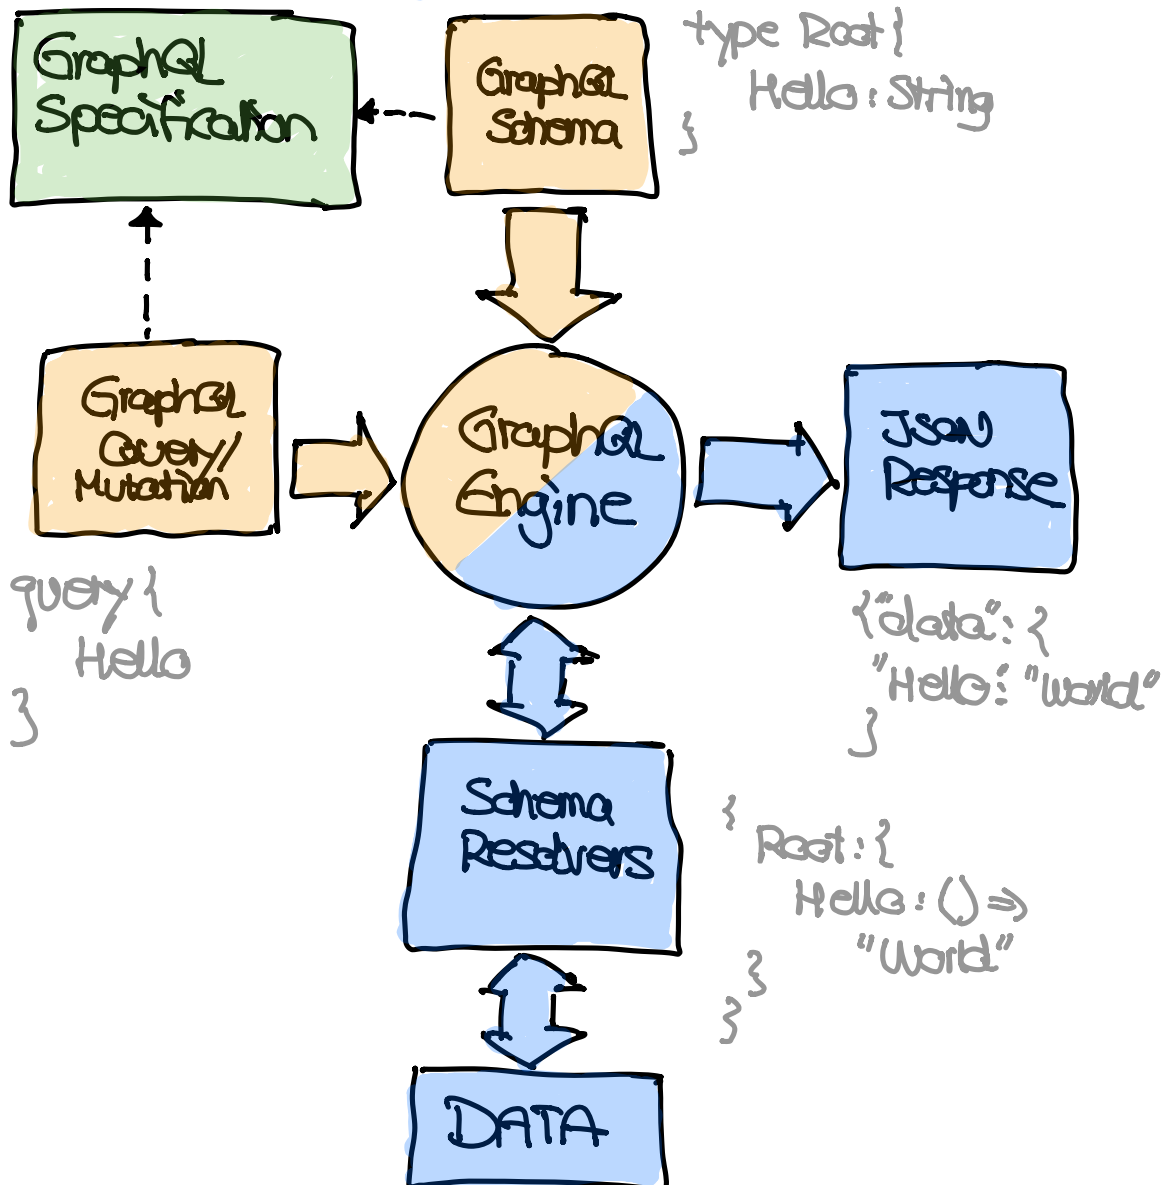 GraphQL
Specification
GraphQL
Schema
type Root {
Hello : String
}
GraphQL
Query/
Mutation
GraphQL
Engine
JSON
Response
query {
Hello
}
{"data": {
"Hello": "World"
}
Schema
Resolvers
{
Root : {
Hello : () =>
"World"
}
}
DATA